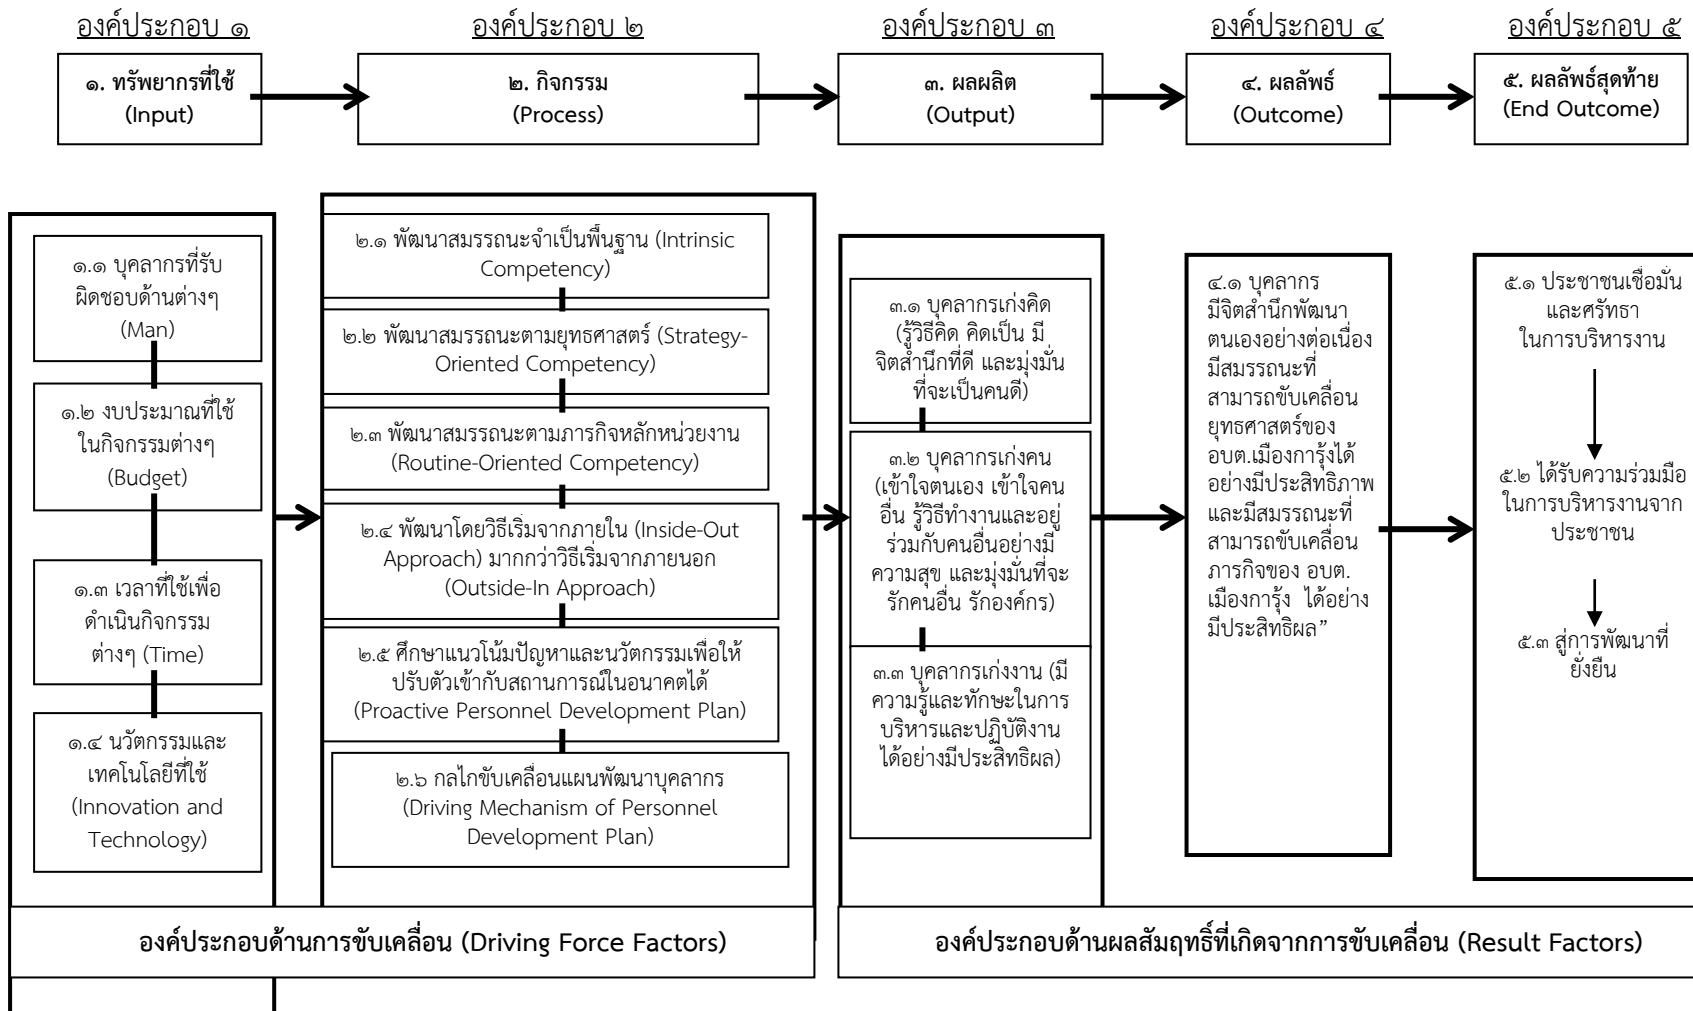 องค์ประกอบ ๑
องค์ประกอบ ๒
องค์ประกอบ ๓
องค์ประกอบ ๔
องค์ประกอบ ๕
๑. ทรัพยากรที่ใช้
(Input)
๒. กิจกรรม
(Process)
๓. ผลผลิต
(Output)
๔. ผลลัพธ์
(Outcome)
๕. ผลลัพธ์สุดท้าย
(End Outcome)
๑.๑ บุคลากรที่รับ
ผิดชอบด้านต่างๆ
(Man)
๑.๒ งบประมาณที่ใช้
ในกิจกรรมต่างๆ
(Budget)
๑.๓ เวลาที่ใช้เพื่อ
ดำเนินกิจกรรม
ต่างๆ (Time)
๑.๔ นวัตกรรมและ
เทคโนโลยีที่ใช้
(Innovation and
Technology)
๒.๑ พัฒนาสมรรถนะจำเป็นพื้นฐาน (Intrinsic
Competency)
๒.๒ พัฒนาสมรรถนะตามยุทธศาสตร์ (Strategy-
Oriented Competency)
๒.๓ พัฒนาสมรรถนะตามภารกิจหลักหน่วยงาน
(Routine-Oriented Competency)
๒.๔ พัฒนาโดยวิธีเริ่มจากภายใน (Inside-Out
Approach) มากกว่าวิธีเริ่มจากภายนอก
(Outside-In Approach)
๒.๕ ศึกษาแนวโน้มปัญหาและนวัตกรรมเพื่อให้
ปรับตัวเข้ากับสถานการณ์ในอนาคตได้
(Proactive Personnel Development Plan)
๒.๖ กลไกขับเคลื่อนแผนพัฒนาบุคลากร
(Driving Mechanism of Personnel
Development Plan)
๓.๑ บุคลากรเก่งคิด
(รู้วิธีคิด คิดเป็น มี
จิตสำนึกที่ดี และมุ่งมั่น
ที่จะเป็นคนดี)
๓.๒ บุคลากรเก่งคน
(เข้าใจตนเอง เข้าใจคน
อื่น รู้วิธีทำงานและอยู่
ร่วมกับคนอื่นอย่างมี
ความสุข และมุ่งมั่นที่จะ
รักคนอื่น รักองค์กร)
๓.๓ บุคลากรเก่งงาน (มี
ความรู้และทักษะในการ
บริหารและปฏิบัติงาน
ได้อย่างมีประสิทธิผล)
๔.๑ บุคลากร
มีจิตสำนึกพัฒนา
ตนเองอย่างต่อเนื่อง
มีสมรรถนะที่
สามารถขับเคลื่อน
ยุทธศาสตร์ของ
อบต.เมืองการุ้งได้
อย่างมีประสิทธิภาพ
และมีสมรรถนะที่
สามารถขับเคลื่อน
ภารกิจของ อบต.
เมืองการุ้ง ได้อย่าง
มีประสิทธิผล”
๕.๑ ประชาชนเชื่อมั่น
และศรัทธา
ในการบริหารงาน
๕.๒ ได้รับความร่วมมือ
ในการบริหารงานจาก
ประชาชน
๕.๓ สู่การพัฒนาที่
ยั่งยืน
องค์ประกอบด้านการขับเคลื่อน (Driving Force Factors)
องค์ประกอบด้านผลสัมฤทธิ์ที่เกิดจากการขับเคลื่อน (Result Factors)